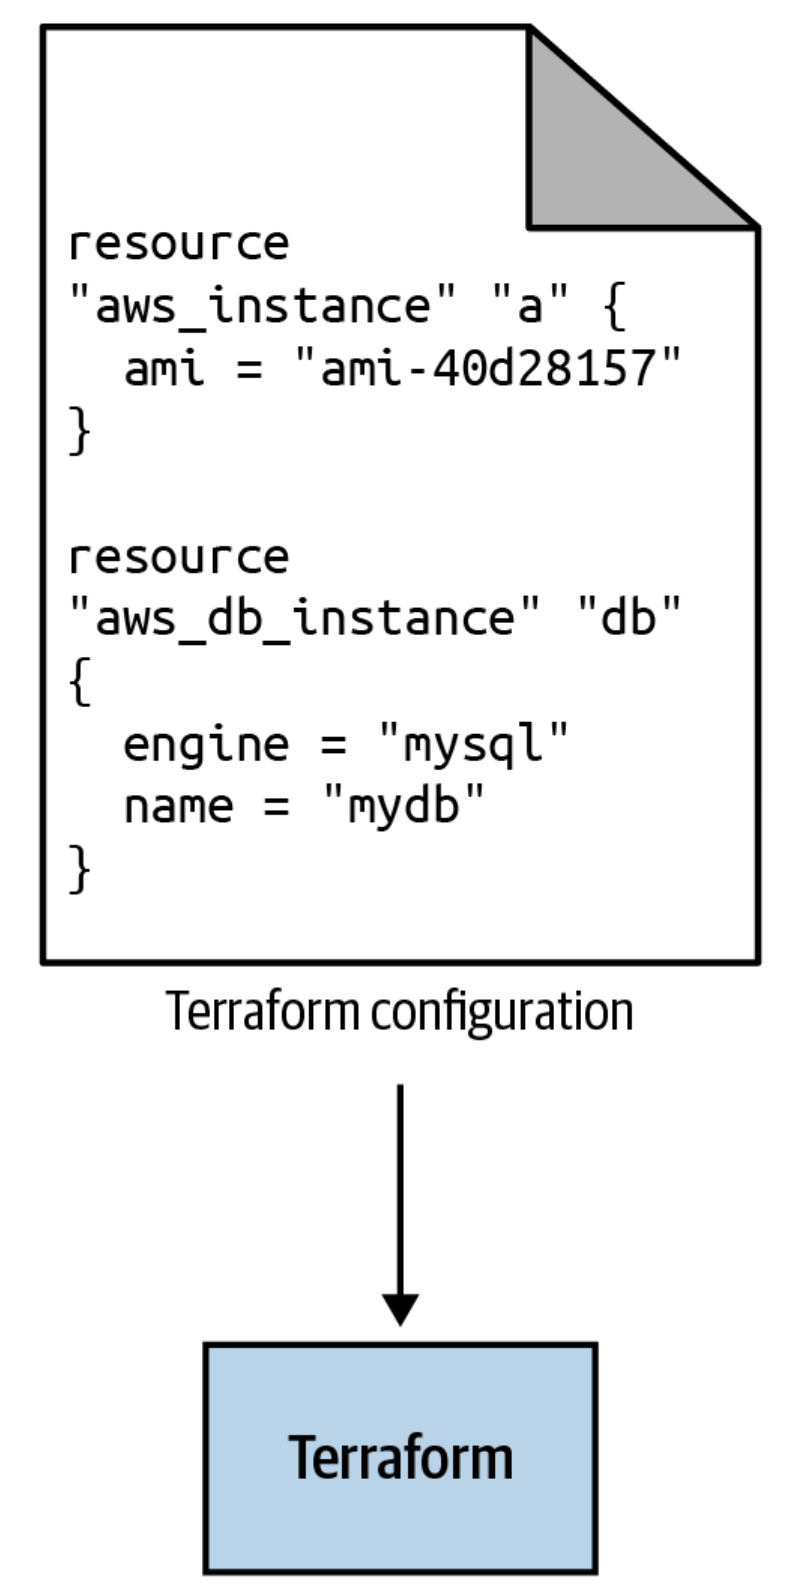 resource
"aws_instance" "a" {
  ami = "ami-40d28157"
}
resource
"aws_db_instance" "db"
{
  engine = "mysql"
  name = "mydb"
}
Terraform configuration
Terraform